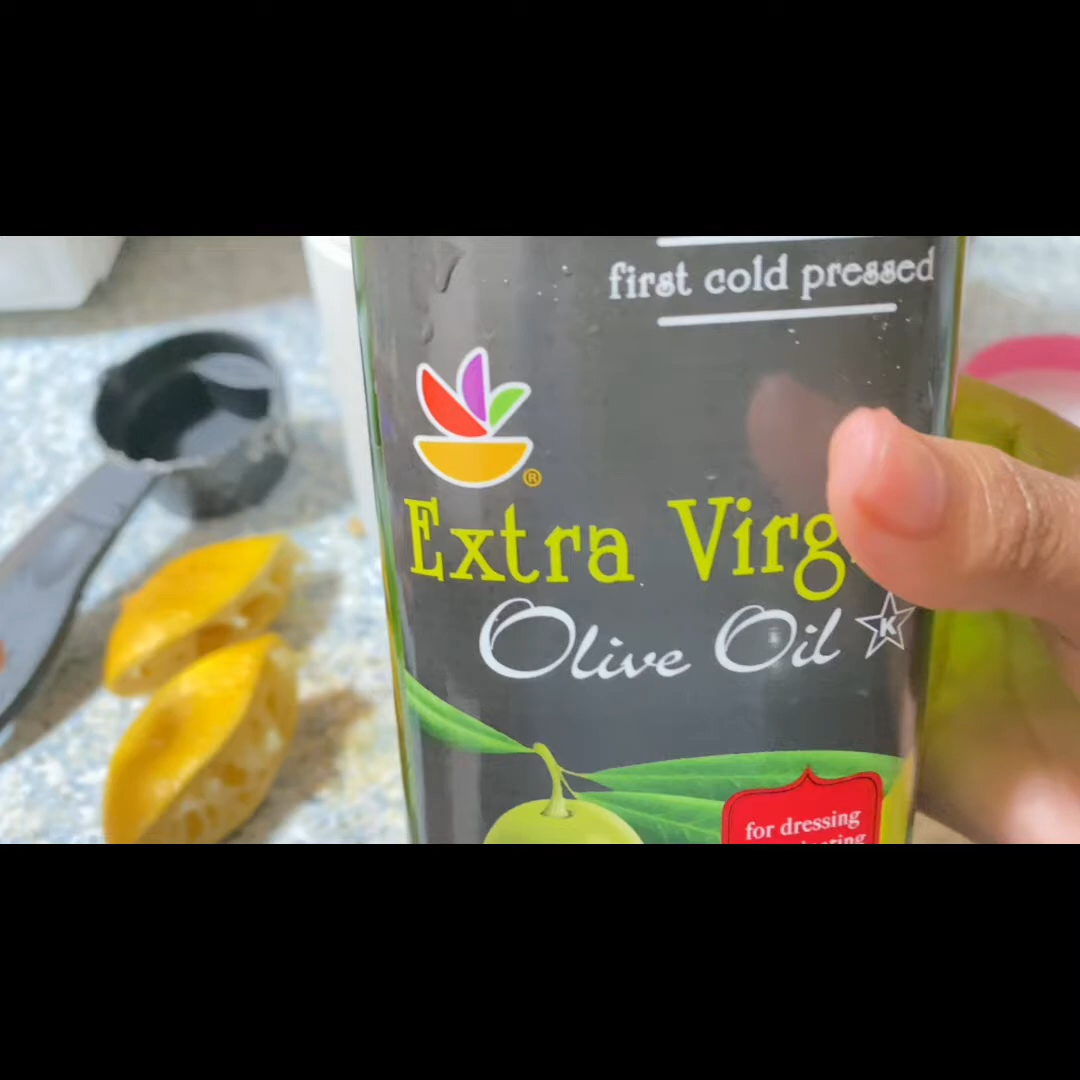 first cold pressed
®
Extra Virg
Olive Oil K
for dressing